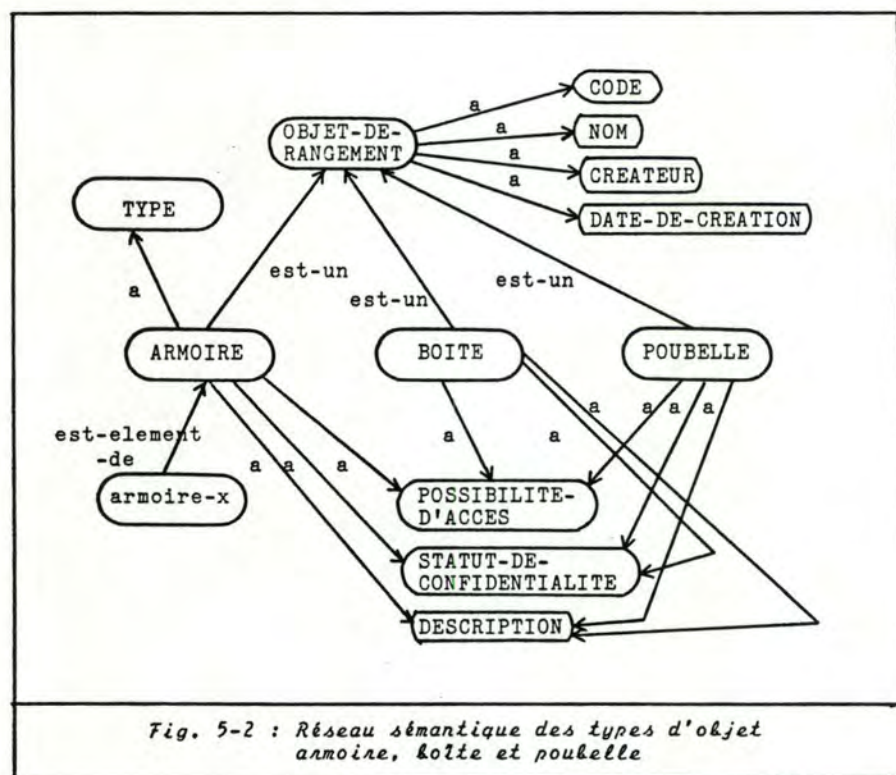 CODE
a
OBJET-DE-
RANGEMENT
a
NOM
a
CREATEUR
a
DATE-DE-CREATION
TYPE
a
est-un
est-un
est-un
ARMOIRE
BOITE
POUBELLE
est-element
-de
a
a
a
a
a
a
a
a
a
armoire-x
POSSIBILITE-
D'ACCES
STATUT-DE-
CONFIDENTIALITE
DESCRIPTION
Fig. 5-2 : Réseau sémantique des types d'objet
armoire, boîte et poubelle